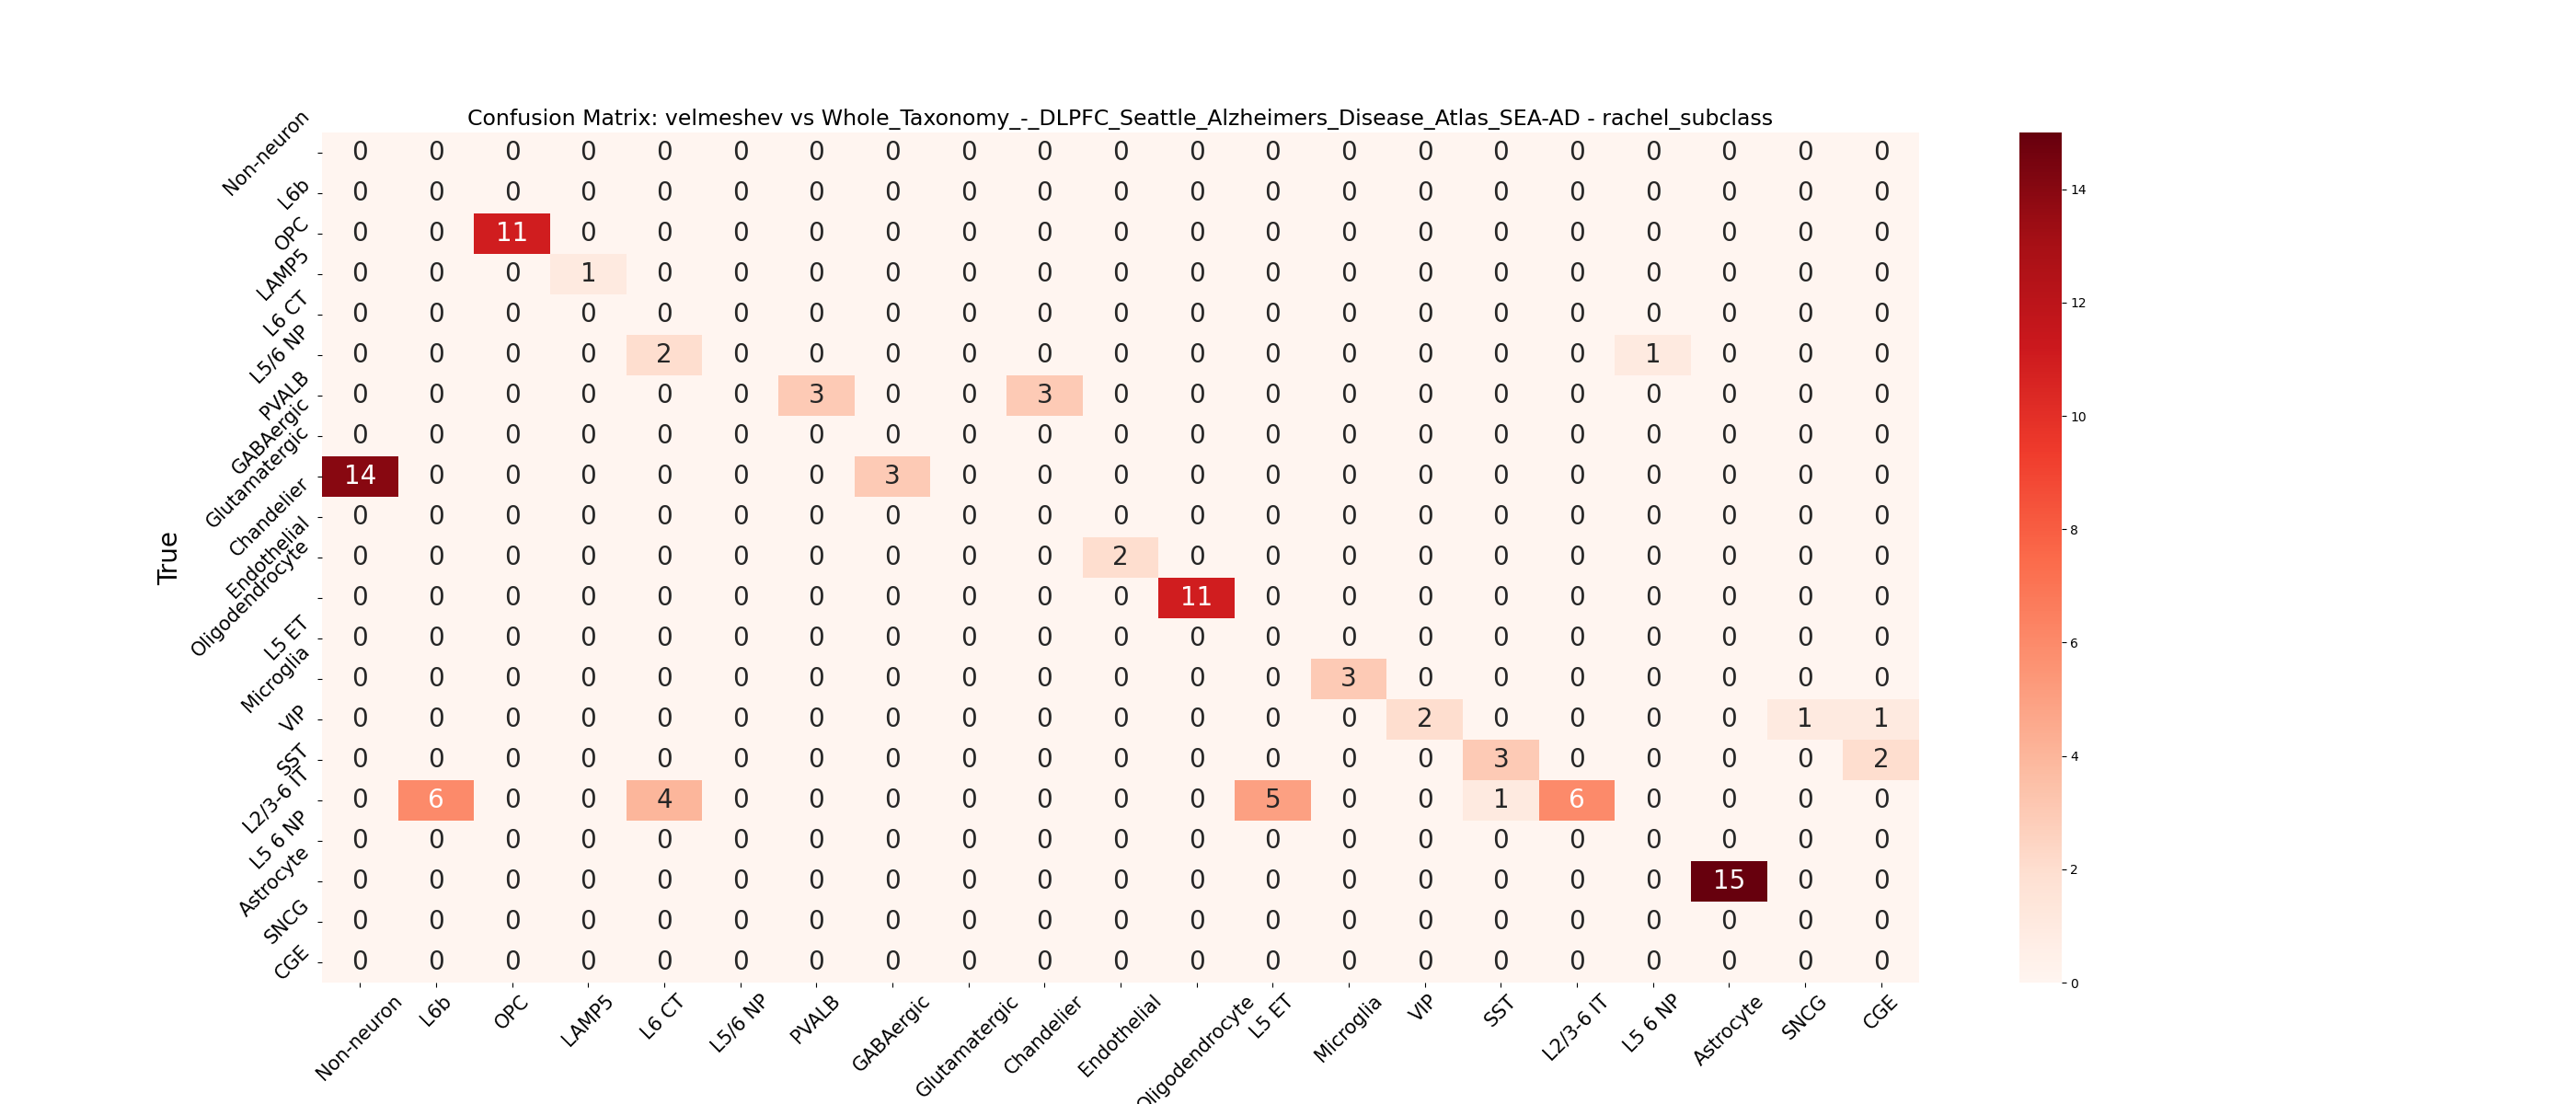 Confusion Matrix: velmeshev vs Whole_Taxonomy_-_DLPFC_Seattle_Alzheimers_Disease_Atlas_SEA-AD - rachel_subclass
True
Non-neuron 0 0 0 0 0 0 0 0 0 0 0 0 0 0 0 0 0 0 0 0 0
L6b 0 0 0 0 0 0 0 0 0 0 0 0 0 0 0 0 0 0 0 0 0
OPC 0 0 11 0 0 0 0 0 0 0 0 0 0 0 0 0 0 0 0 0 0
LAMP5 0 0 0 1 0 0 0 0 0 0 0 0 0 0 0 0 0 0 0 0 0
L6 CT 0 0 0 0 0 0 0 0 0 0 0 0 0 0 0 0 0 0 0 0 0
L5/6 NP 0 0 0 0 2 0 0 0 0 0 0 0 0 0 0 0 0 1 0 0 0
PVALB 0 0 0 0 0 0 3 0 0 3 0 0 0 0 0 0 0 0 0 0 0
GABAergic 0 0 0 0 0 0 0 0 0 0 0 0 0 0 0 0 0 0 0 0 0
Glutamatergic 14 0 0 0 0 0 0 3 0 0 0 0 0 0 0 0 0 0 0 0 0
Chandelier 0 0 0 0 0 0 0 0 0 0 0 0 0 0 0 0 0 0 0 0 0
Endothelial 0 0 0 0 0 0 0 0 0 0 2 0 0 0 0 0 0 0 0 0 0
Oligodendrocyte 0 0 0 0 0 0 0 0 0 0 0 11 0 0 0 0 0 0 0 0 0
L5 ET 0 0 0 0 0 0 0 0 0 0 0 0 0 0 0 0 0 0 0 0 0
Microglia 0 0 0 0 0 0 0 0 0 0 0 0 0 3 0 0 0 0 0 0 0
VIP 0 0 0 0 0 0 0 0 0 0 0 0 0 0 2 0 0 0 0 1 1
SST 0 0 0 0 0 0 0 0 0 0 0 0 0 0 0 3 0 0 0 0 2
L2/3-6 IT 0 6 0 0 4 0 0 0 0 0 0 0 5 0 0 1 6 0 0 0 0
L5 6 NP 0 0 0 0 0 0 0 0 0 0 0 0 0 0 0 0 0 0 0 0 0
Astrocyte 0 0 0 0 0 0 0 0 0 0 0 0 0 0 0 0 0 0 15 0 0
SNCG 0 0 0 0 0 0 0 0 0 0 0 0 0 0 0 0 0 0 0 0 0
CGE 0 0 0 0 0 0 0 0 0 0 0 0 0 0 0 0 0 0 0 0 0
Non-neuron L6b OPC LAMP5 L6 CT L5/6 NP PVALB GABAergic Glutamatergic Chandelier Endothelial Oligodendrocyte L5 ET Microglia VIP SST L2/3-6 IT L5 6 NP Astrocyte SNCG CGE
14
12
10
8
6
4
2
0